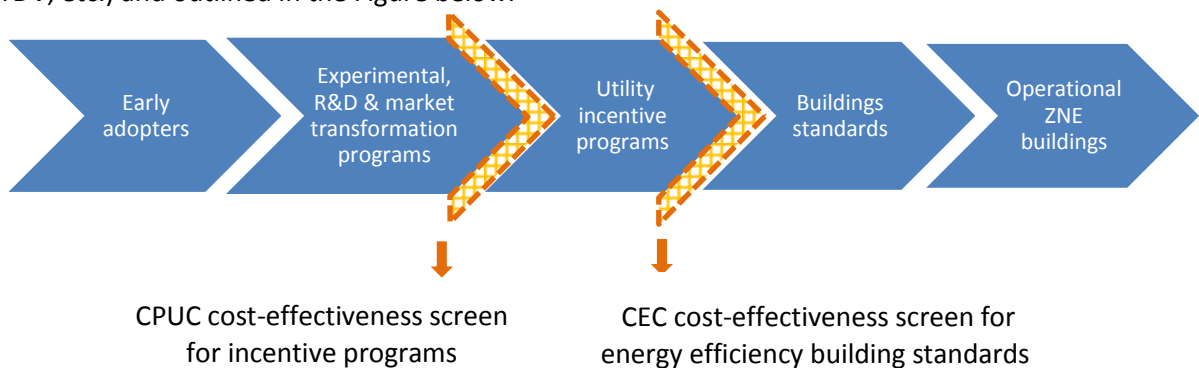 Early
adopters
Experimental,
R&D & market
transformation
programs
Utility
incentive
programs
Buildings
standards
Operational
ZNE
buildings
CPUC cost-effectiveness screen
for incentive programs
CEC cost-effectiveness screen for
energy efficiency building standards